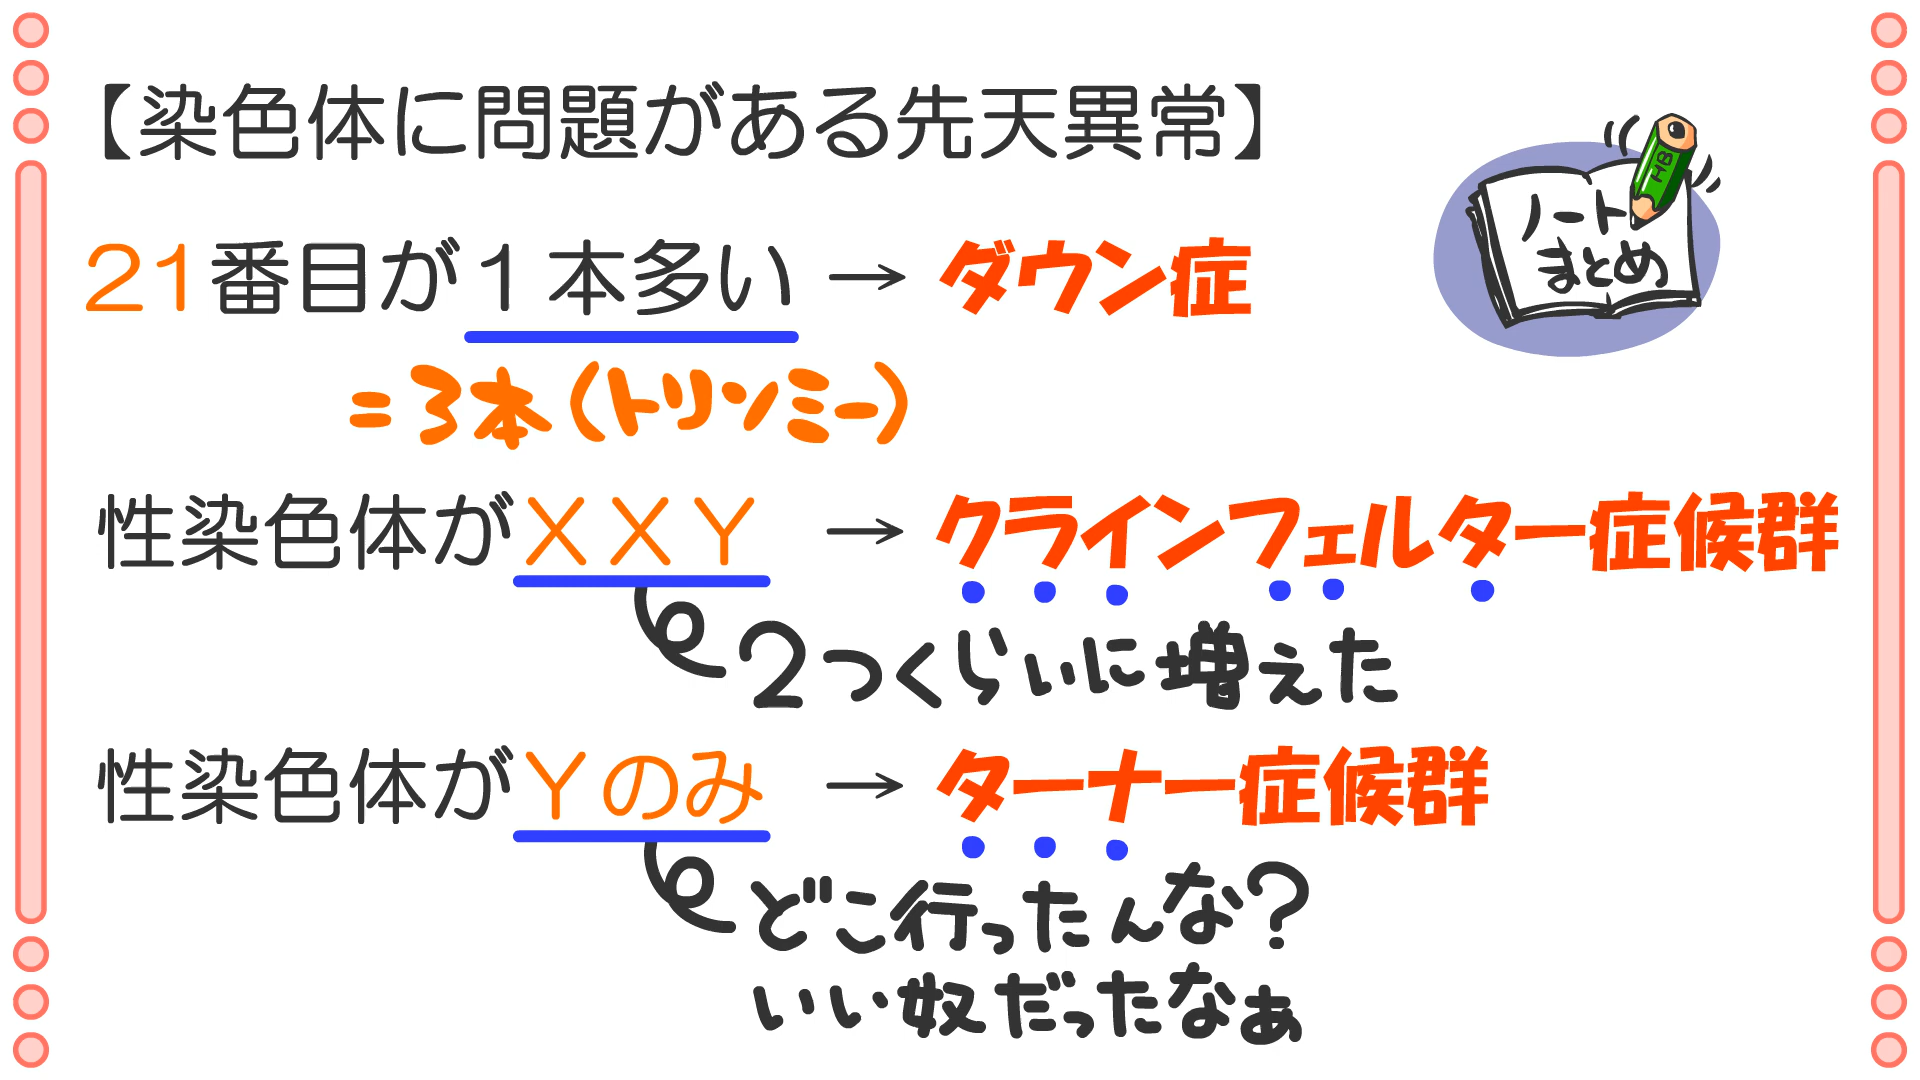 【染色体に問題がある先天異常】
ノート
まとめ
HB
21番目が１本多い → ダウン症
=3本(トリソミー)
性染色体がＸＸＹ → クラインフェルター症候群
2つくらいに増えた
性染色体がＹのみ → ターナー症候群
どこ行ったんな?
いい奴だったなぁ